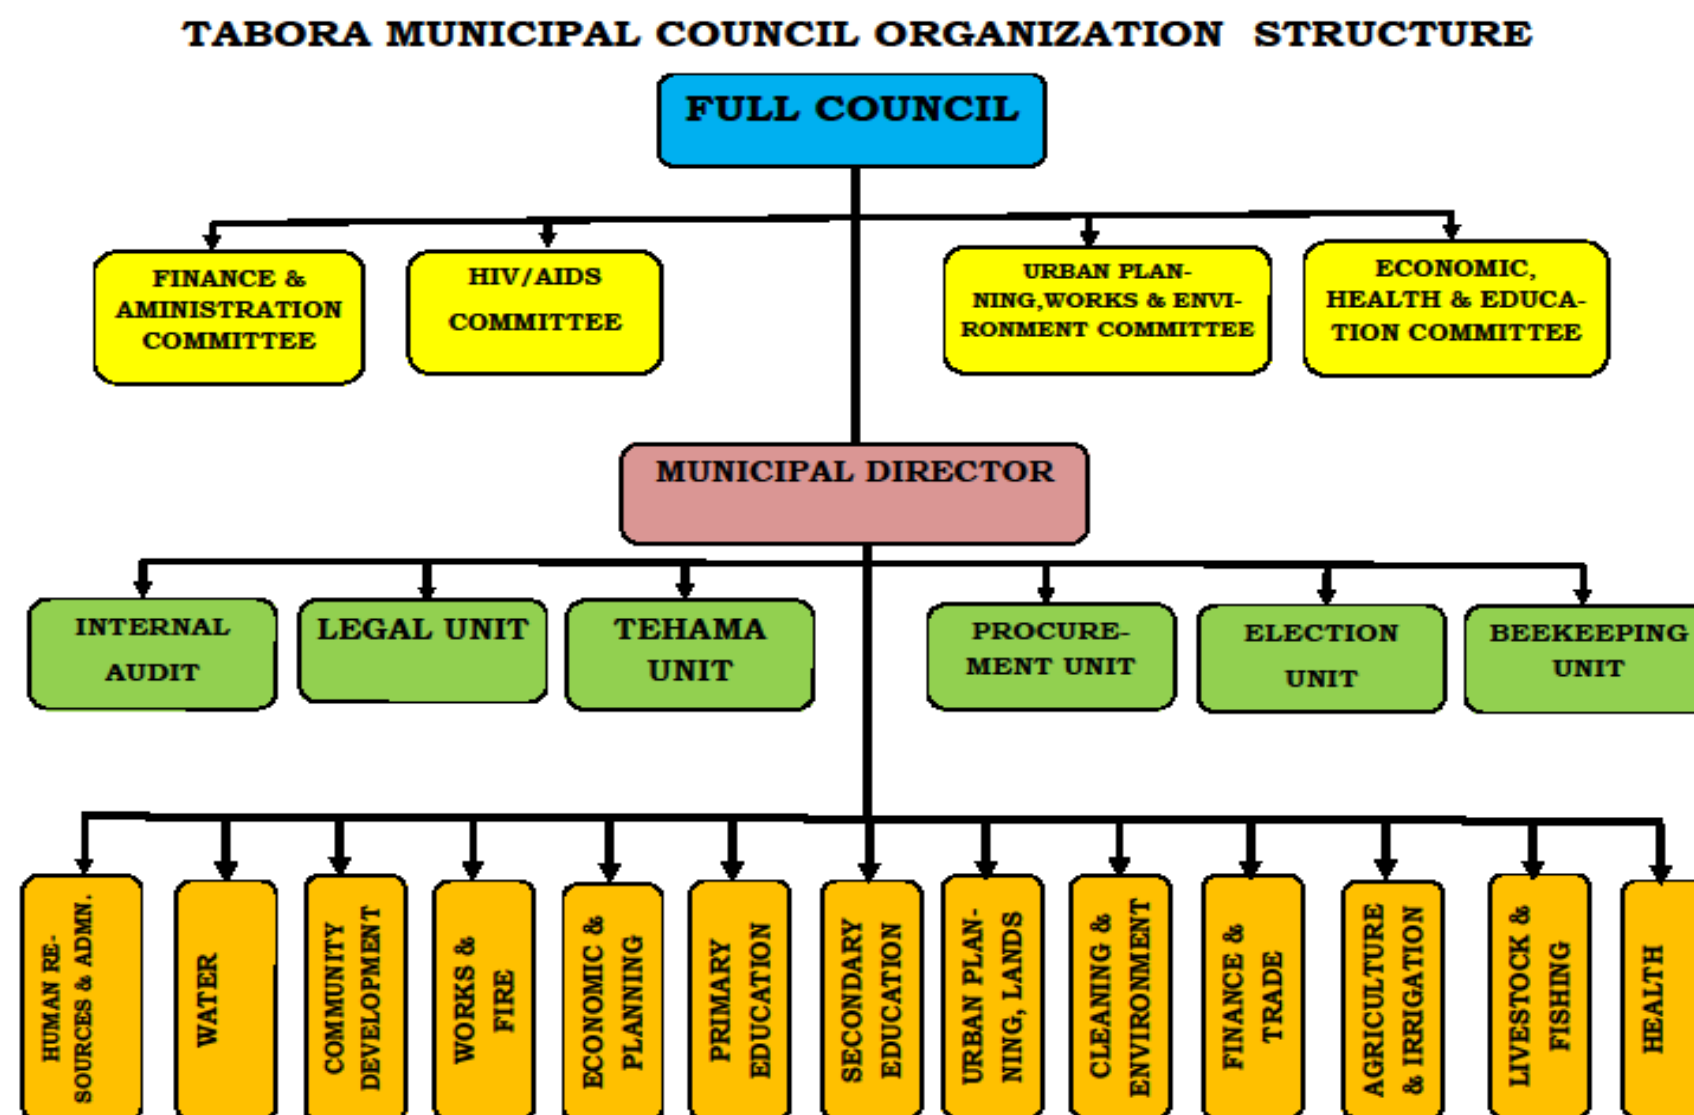 TABORA MUNICIPAL COUNCIL ORGANIZATION STRUCTURE
FULL COUNCIL
FINANCE &
AMINISTRATION
COMMITTEE
HIV/AIDS
COMMITTEE
URBAN PLAN-
NING,WORKS & ENVI-
RONMENT COMMITTEE
ECONOMIC,
HEALTH & EDUCA-
TION COMMITTEE
MUNICIPAL DIRECTOR
INTERNAL
AUDIT
LEGAL UNIT
TEHAMA
UNIT
PROCURE-
MENT UNIT
ELECTION
UNIT
BEEKEEPING
UNIT
HUMAN RE-
SOURCES & ADMN.
WATER
COMMUNITY
DEVELOPMENT
WORKS &
FIRE
ECONOMIC &
PLANNING
PRIMARY
EDUCATION
SECONDARY
EDUCATION
URBAN PLAN-
NING, LANDS
CLEANING &
ENVIRONMENT
FINANCE &
TRADE
AGRICULTURE
& IRRIGATION
LIVESTOCK &
FISHING
HEALTH